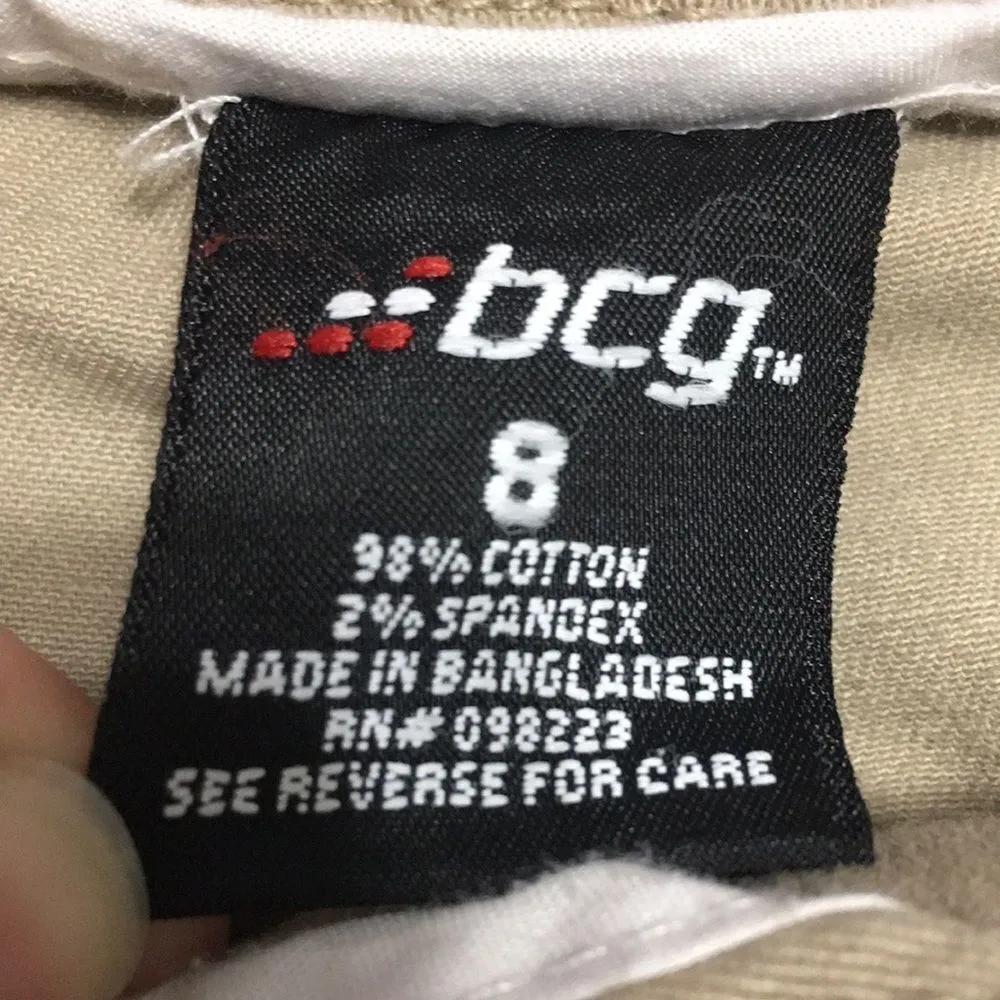 bcg™
8
98% COTTON
2% SPANDEX
MADE IN BANGLADESH
RN# 098223
SEE REVERSE FOR CARE